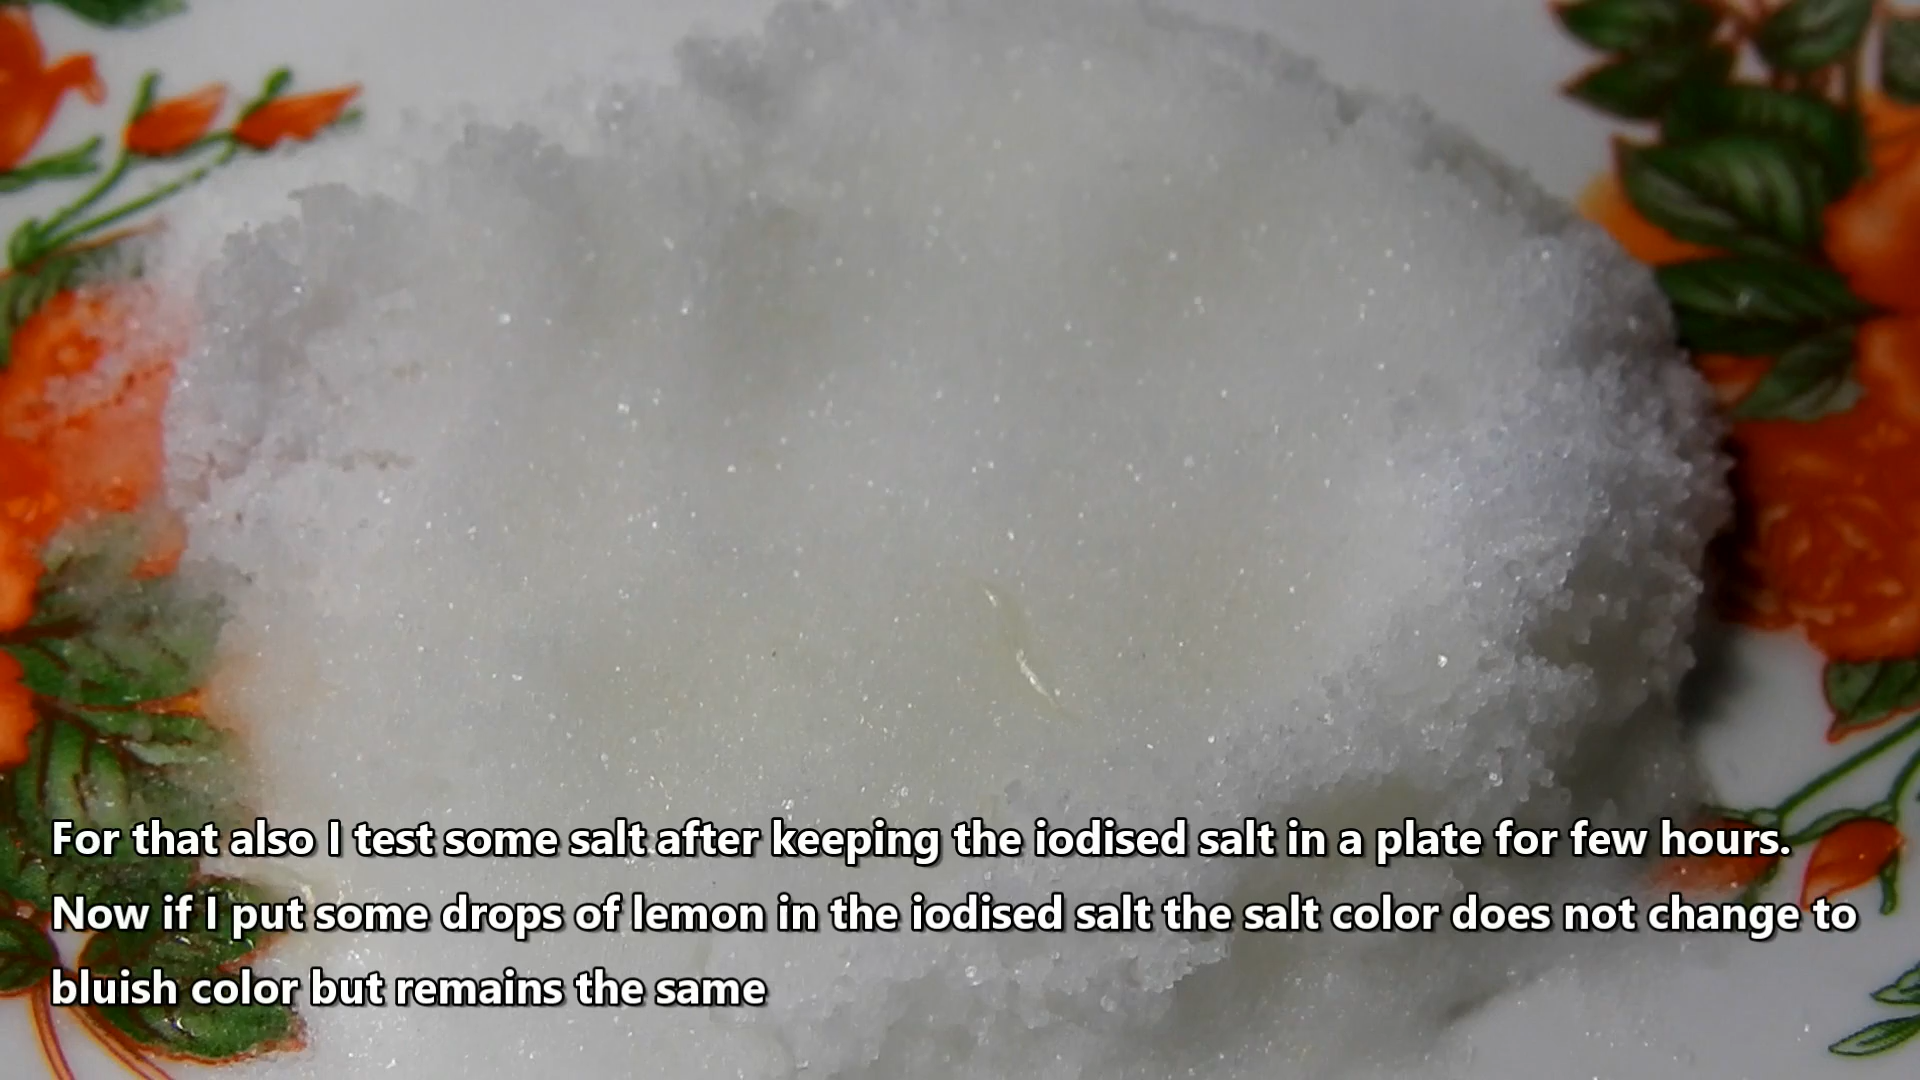 For that also I test some salt after keeping the iodised salt in a plate for few hours.
Now if I put some drops of lemon in the iodised salt the salt color does not change to
bluish color but remains the same